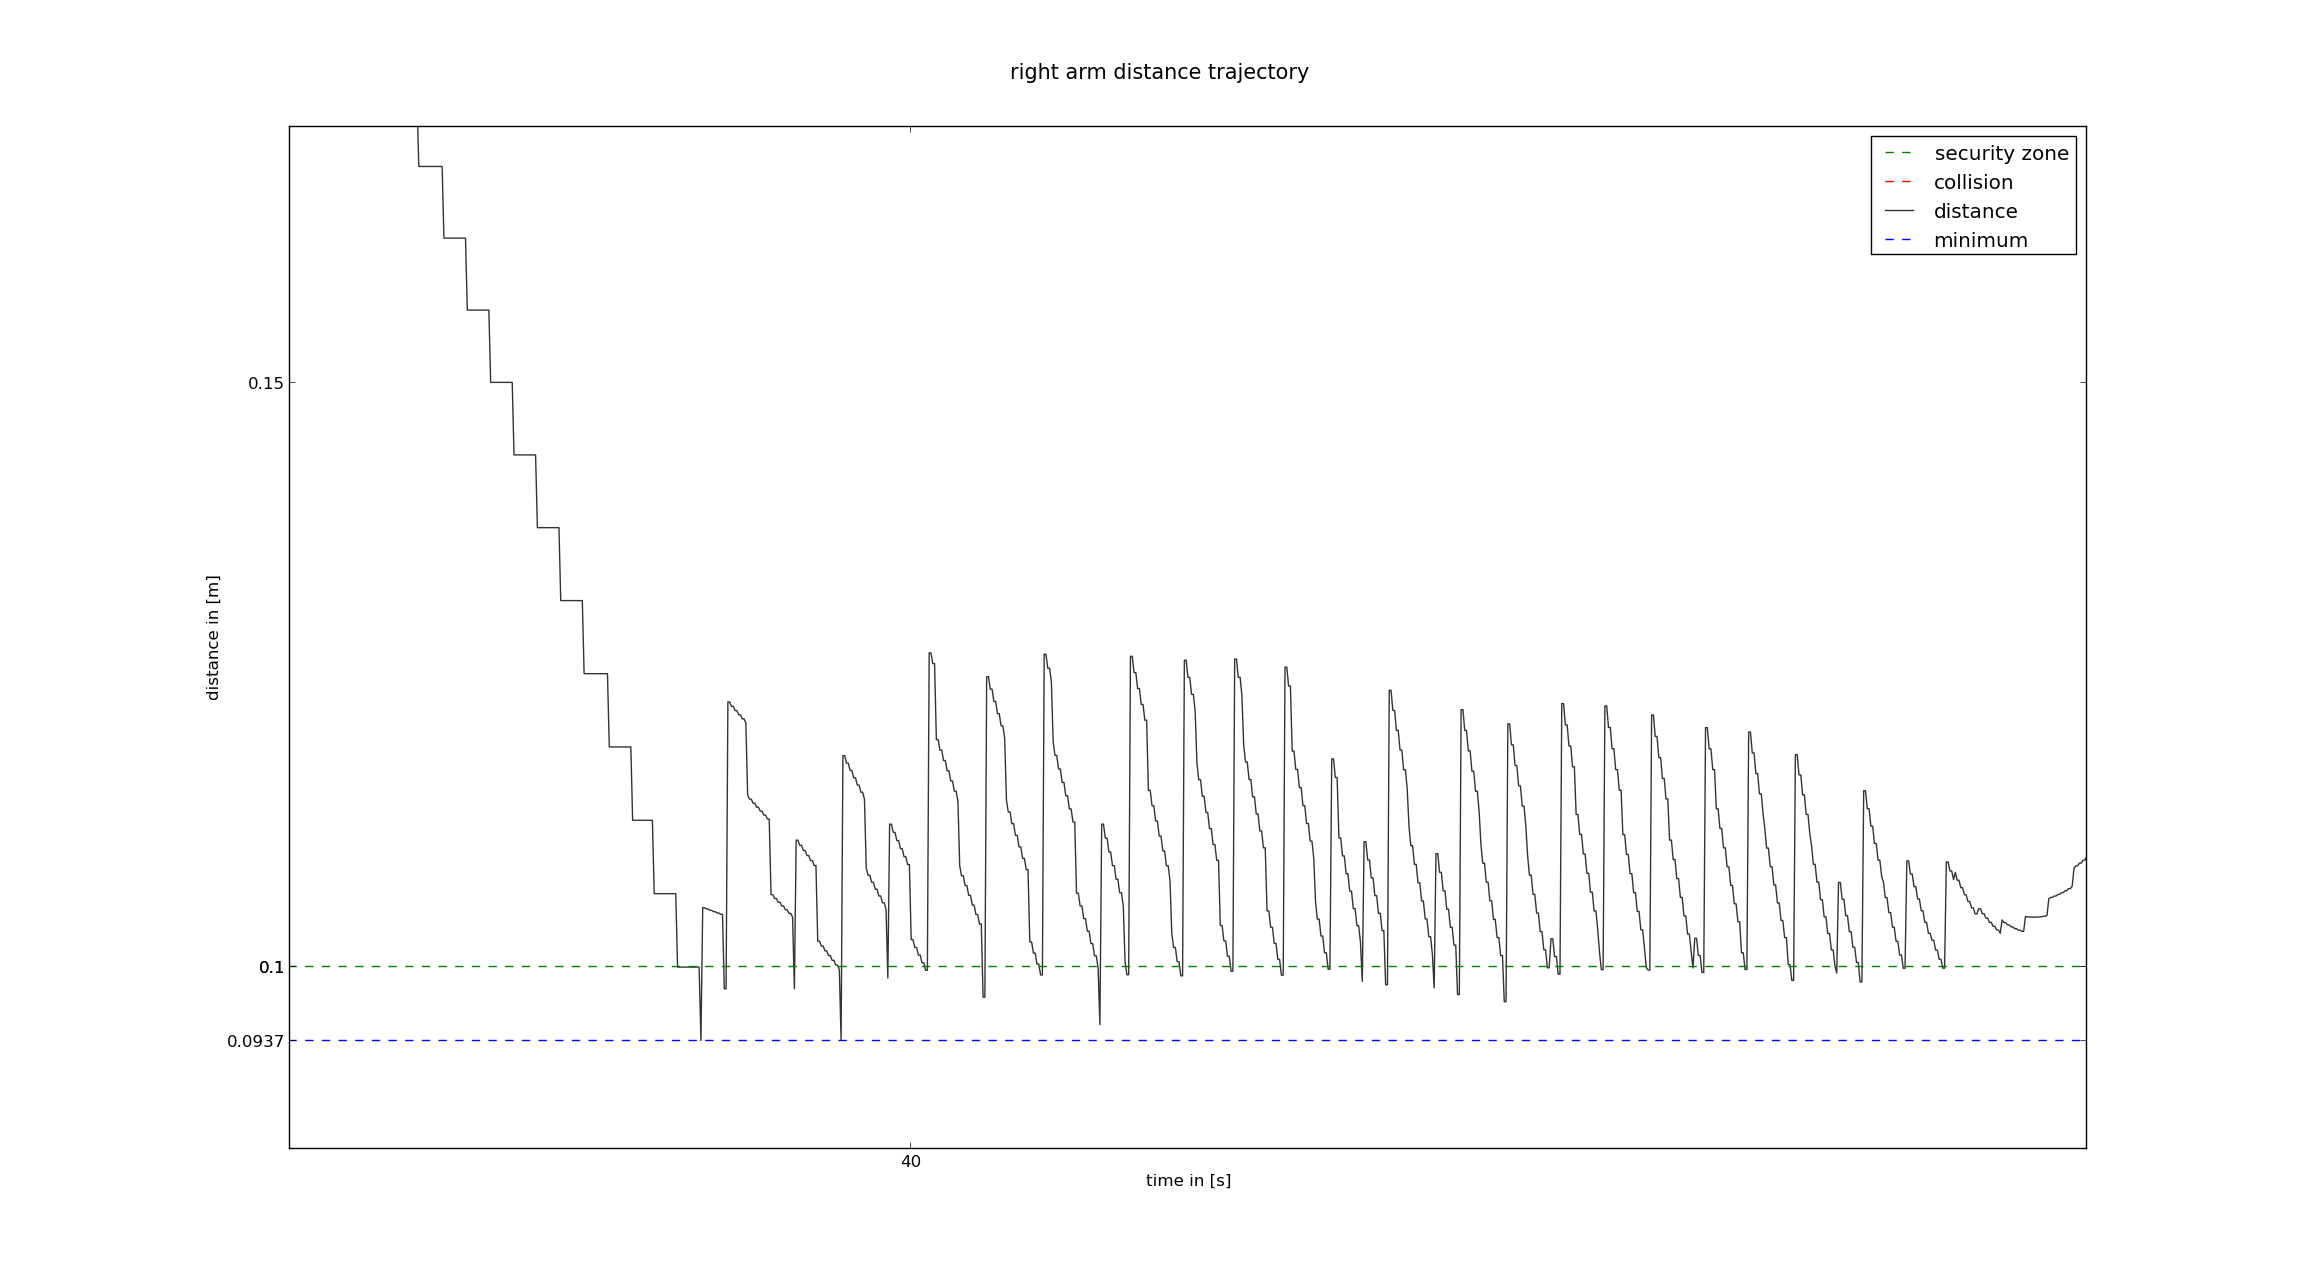 right arm distance trajectory
security zone
collision
distance
minimum
0.15
distance in [m]
0.1
0.0937
40
time in [s]